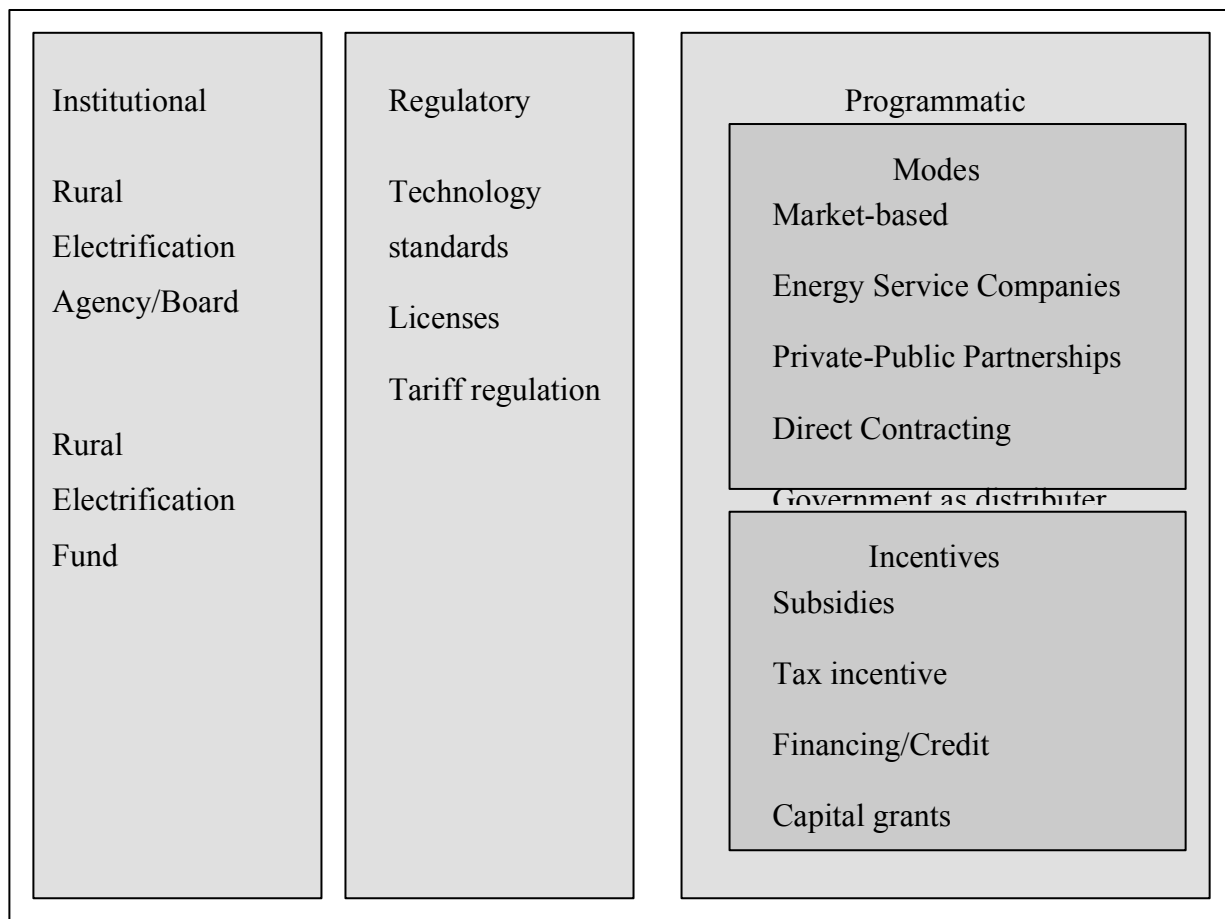 Institutional
Rural
Electrification
Agency/Board
Rural
Electrification
Fund
Regulatory
Technology
standards
Licenses
Tariff regulation
Programmatic
Modes
Market-based
Energy Service Companies
Private-Public Partnerships
Direct Contracting
Government as distributer
Incentives
Subsidies
Tax incentive
Financing/Credit
Capital grants